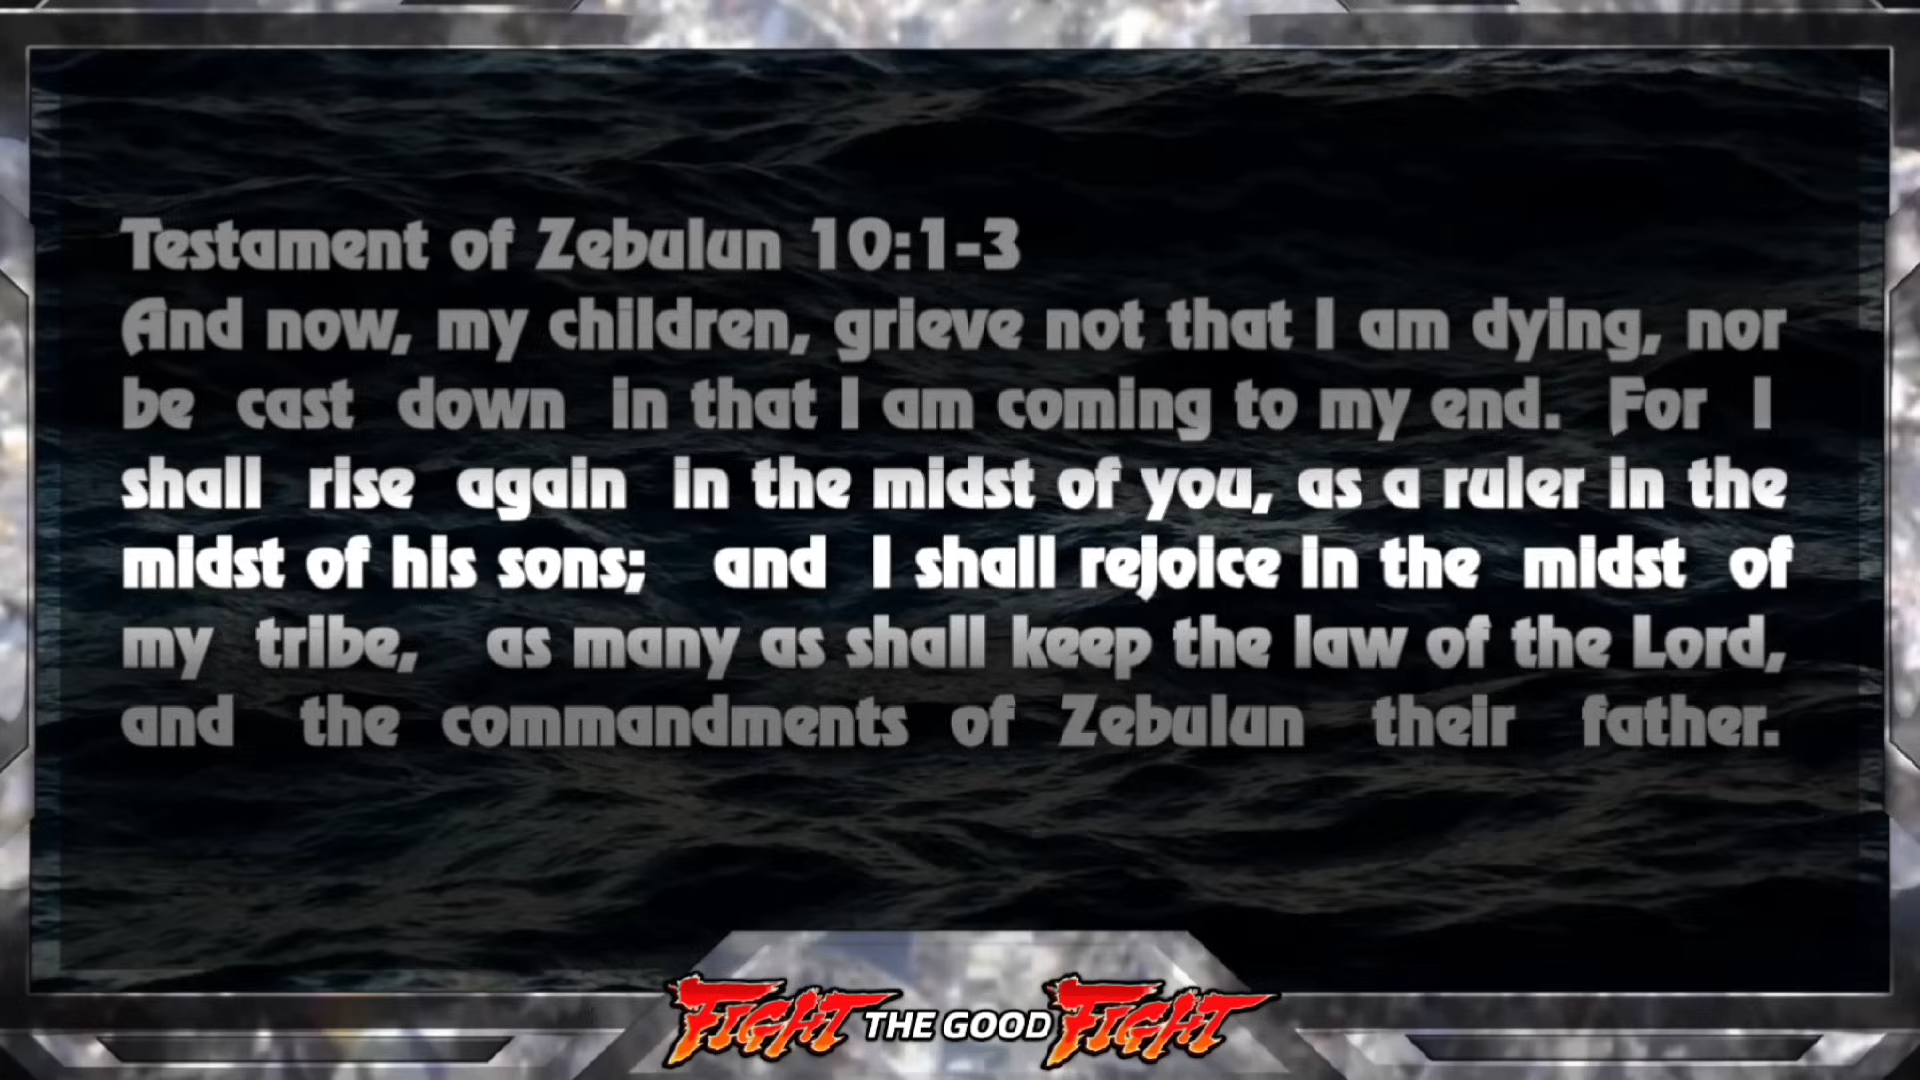 Testament of Zebulun 10:1-3
And now, my children, grieve not that I am dying, nor
be cast down in that I am coming to my end. For I
shall rise again in the midst of you, as a ruler in the
midst of his sons; and I shall rejoice in the midst of
my tribe, as many as shall keep the law of the Lord,
and the commandments of Zebulun their father.
FIGHT THE GOOD FIGHT